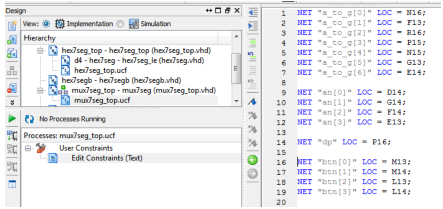 Design
View: Implementation Simulation
Hierarchy
hex7seg_top - hex7seg_top (hex7seg_top.vhd)
d4 - hex7seg - hex7seg_le (hex7seg.vhd)
hex7seg_top.ucf
hex7segb - hex7segb (hex7segb.vhd)
mux7seg_top - mux7seg (mux7seg_top.vhd)
mux7seg_top.ucf
No Processes Running
Processes: mux7seg_top.ucf
User Constraints
Edit Constraints (Text)
1 NET "a_to_g[0]" LOC = N16;
2 NET "a_to_g[1]" LOC = F13;
3 NET "a_to_g[2]" LOC = R16;
4 NET "a_to_g[3]" LOC = P15;
5 NET "a_to_g[4]" LOC = N15;
6 NET "a_to_g[5]" LOC = G13;
7 NET "a_to_g[6]" LOC = E14;
8
9 NET "an[0]" LOC = D14;
10 NET "an[1]" LOC = G14;
11 NET "an[2]" LOC = F14;
12 NET "an[3]" LOC = E13;
13
14 NET "dp" LOC = P16;
15
16 NET "btn[0]" LOC = M13;
17 NET "btn[1]" LOC = M14;
18 NET "btn[2]" LOC = L13;
19 NET "btn[3]" LOC = L14;
20